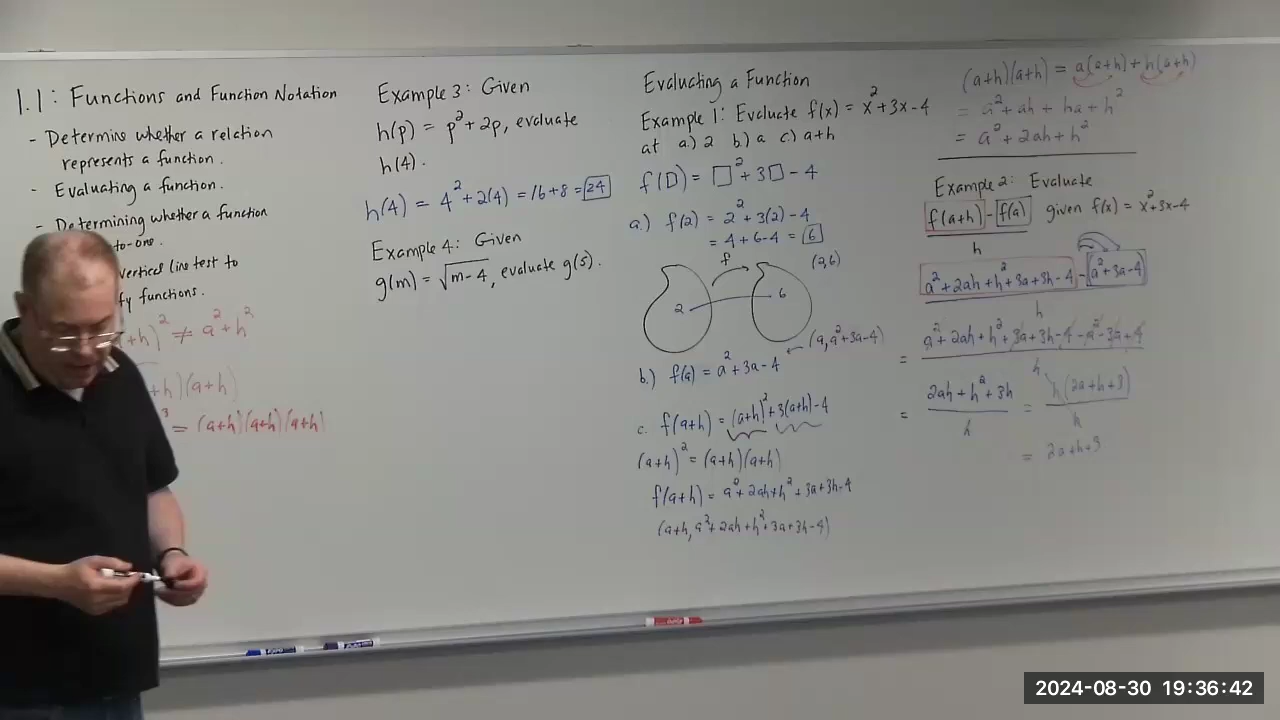 1.1: Functions and Function Notation
- Determine whether a relation
represents a function.
- Evaluating a function.
- Determining whether a function
to-one.
vertical line test to
fy functions.
+h)² ≠ a² + h²
+h)(a+h)
³ = (a+h)(a+h)(a+h)
Example 3: Given
h(p) = p² + 2p, evaluate
h(4).
h(4) = 4² + 2(4) = 16 + 8 = 24
Example 4: Given
g(m) = √m-4, evaluate g(5).
Evaluating a Function
Example 1: Evaluate f(x) = x² + 3x - 4
at a.) 2 b.) a c.) a+h
f(□) = □² + 3□ - 4
a.) f(2) = 2² + 3(2) - 4
= 4 + 6 - 4 = 6
f
(2,6)
2
6
(a, a² + 3a - 4)
b.) f(a) = a² + 3a - 4
c. f(a+h) = (a+h)² + 3(a+h) - 4
(a+h)² = (a+h)(a+h)
f(a+h) = a² + 2ah + h² + 3a + 3h - 4
(a+h, a² + 2ah + h² + 3a + 3h - 4)
(a+h)(a+h) = a(a+h) + h(a+h)
= a² + ah + ha + h²
= a² + 2ah + h²
Example 2: Evaluate
f(a+h) - f(a) given f(x) = x² + 3x - 4
h
a² + 2ah + h² + 3a + 3h - 4 - (a² + 3a - 4)
h
= a² + 2ah + h² + 3a + 3h - 4 - a² - 3a + 4
h
= 2ah + h² + 3h = h(2a + h + 3)
h h
= 2a + h + 3
2024-08-30 19:36:42